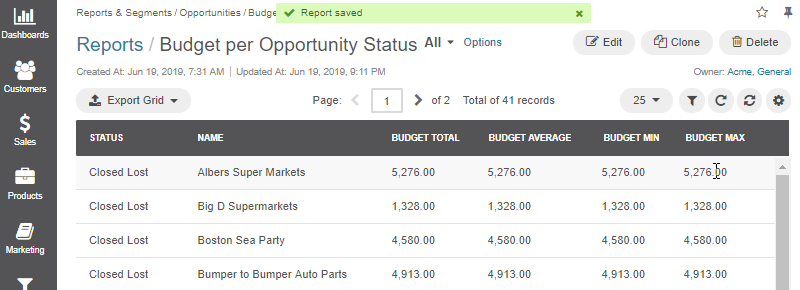 Reports & Segments / Opportunities / Budge
Report saved
Dashboards
Customers
Sales
Products
Marketing
Reports / Budget per Opportunity Status All Options
Edit Clone Delete
Created At: Jun 19, 2019, 7:31 AM | Updated At: Jun 19, 2019, 9:11 PM
Owner: Acme, General
Export Grid Page: 1 of 2 Total of 41 records 25
STATUS NAME BUDGET TOTAL BUDGET AVERAGE BUDGET MIN BUDGET MAX
Closed Lost Albers Super Markets 5,276.00 5,276.00 5,276.00 5,276.00
Closed Lost Big D Supermarkets 1,328.00 1,328.00 1,328.00 1,328.00
Closed Lost Boston Sea Party 4,580.00 4,580.00 4,580.00 4,580.00
Closed Lost Bumper to Bumper Auto Parts 4,913.00 4,913.00 4,913.00 4,913.00